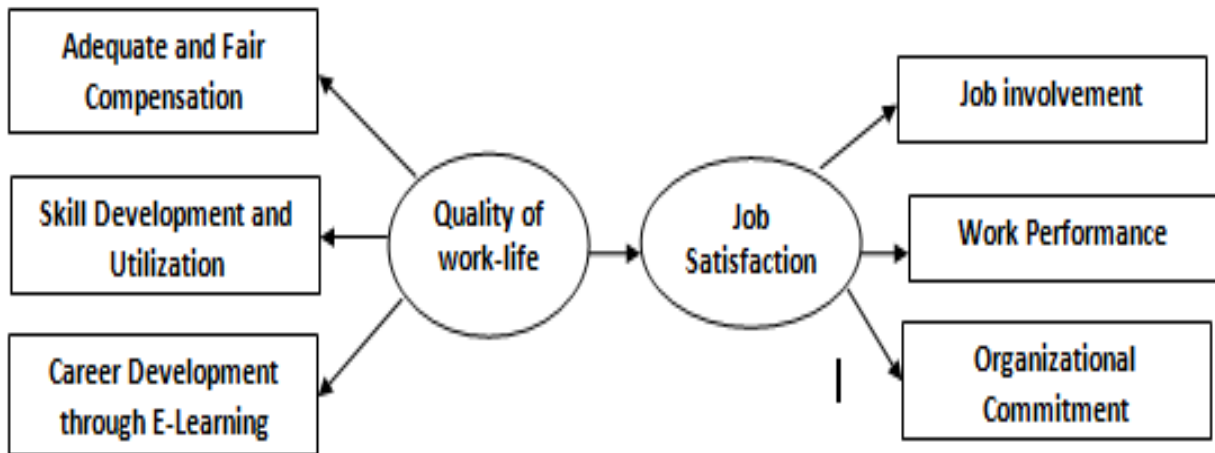 Adequate and Fair
Compensation
Skill Development and
Utilization
Career Development
through E-Learning
Quality of
work-life
Job
Satisfaction
Job involvement
Work Performance
Organizational
Commitment